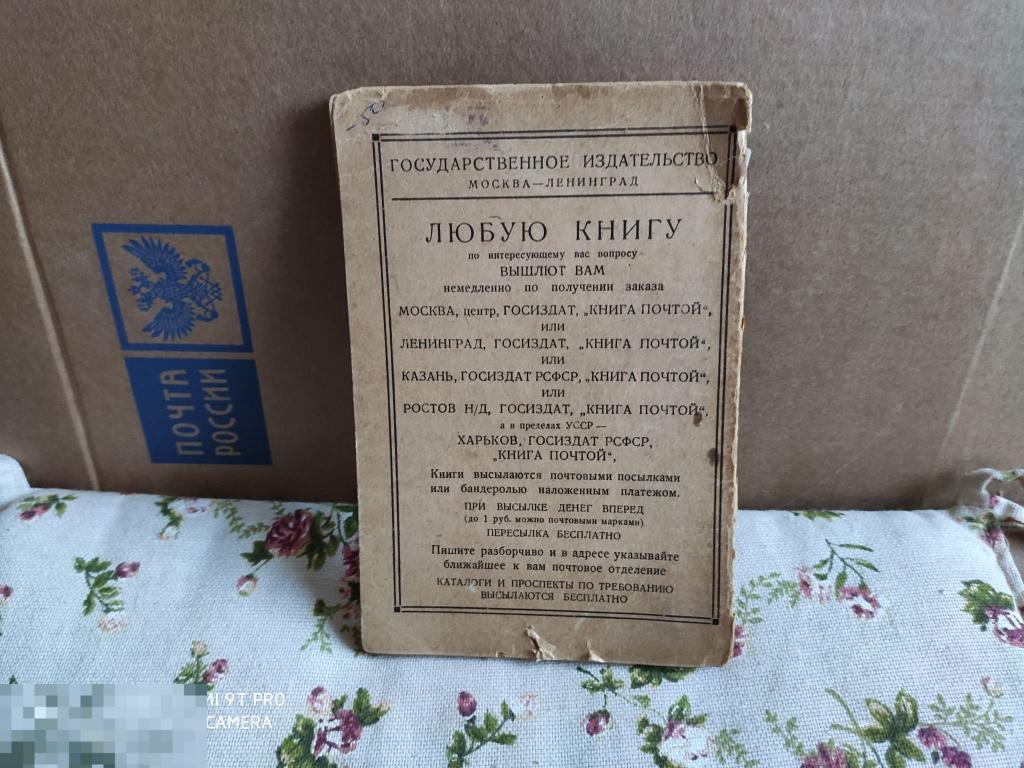 ГОСУДАРСТВЕННОЕ ИЗДАТЕЛЬСТВО
МОСКВА—ЛЕНИНГРАД
ЛЮБУЮ КНИГУ
по интересующему вас вопросу
ВЫШЛЮТ ВАМ
немедленно по получении заказа
МОСКВА, центр, ГОСИЗДАТ, „КНИГА ПОЧТОЙ“,
ИЛИ
ЛЕНИНГРАД, ГОСИЗДАТ, „КНИГА ПОЧТОЙ“,
ИЛИ
КАЗАНЬ, ГОСИЗДАТ РСФСР, „КНИГА ПОЧТОЙ“,
ИЛИ
РОСТОВ Н/Д, ГОСИЗДАТ, „КНИГА ПОЧТОЙ“,
а в пределах УССР—
ХАРЬКОВ, ГОСИЗДАТ РСФСР,
„КНИГА ПОЧТОЙ“,
Книги высылаются почтовыми посылками
или бандеролью наложенным платежом.
ПРИ ВЫСЫЛКЕ ДЕНЕГ ВПЕРЕД
(до 1 руб. можно почтовыми марками)
ПЕРЕСЫЛКА БЕСПЛАТНО
Пишите разборчиво и в адресе указывайте
ближайшее к вам почтовое отделение
КАТАЛОГИ И ПРОСПЕКТЫ ПО ТРЕБОВАНИЮ
ВЫСЫЛАЮТСЯ БЕСПЛАТНО
ПОЧТА
РОССИИ
MI 9T PRO
CAMERA